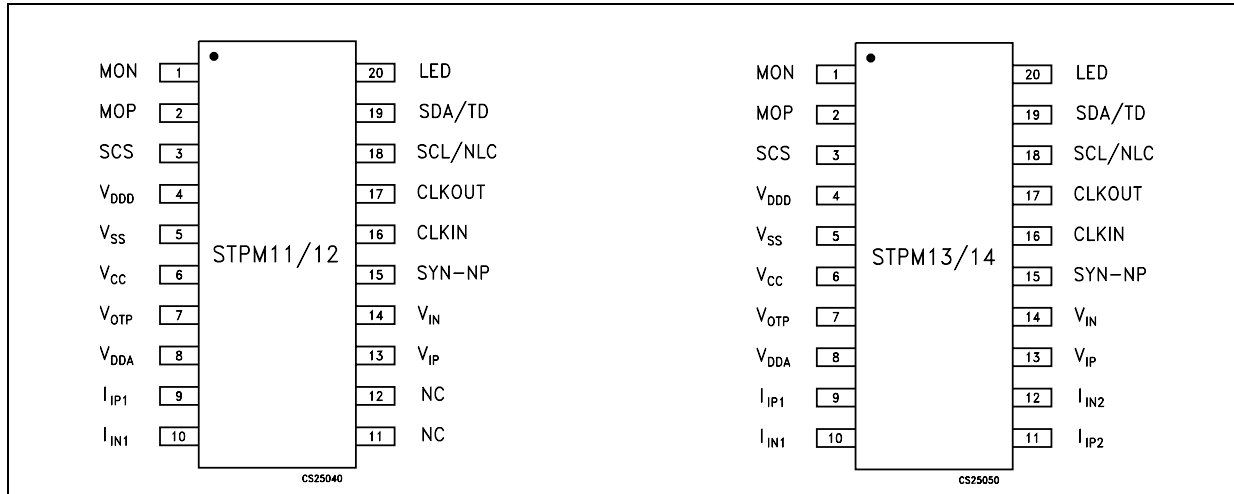 MON 1 20 LED
MOP 2 19 SDA/TD
SCS 3 18 SCL/NLC
VDDD 4 17 CLKOUT
VSS 5 16 CLKIN
STPM11/12
VCC 6 15 SYN-NP
VOTP 7 14 VIN
VDDA 8 13 VIP
IIP1 9 12 NC
IIN1 10 11 NC
CS25040
MON 1 20 LED
MOP 2 19 SDA/TD
SCS 3 18 SCL/NLC
VDDD 4 17 CLKOUT
VSS 5 16 CLKIN
STPM13/14
VCC 6 15 SYN-NP
VOTP 7 14 VIN
VDDA 8 13 VIP
IIP1 9 12 IIN2
IIN1 10 11 IIP2
CS25050